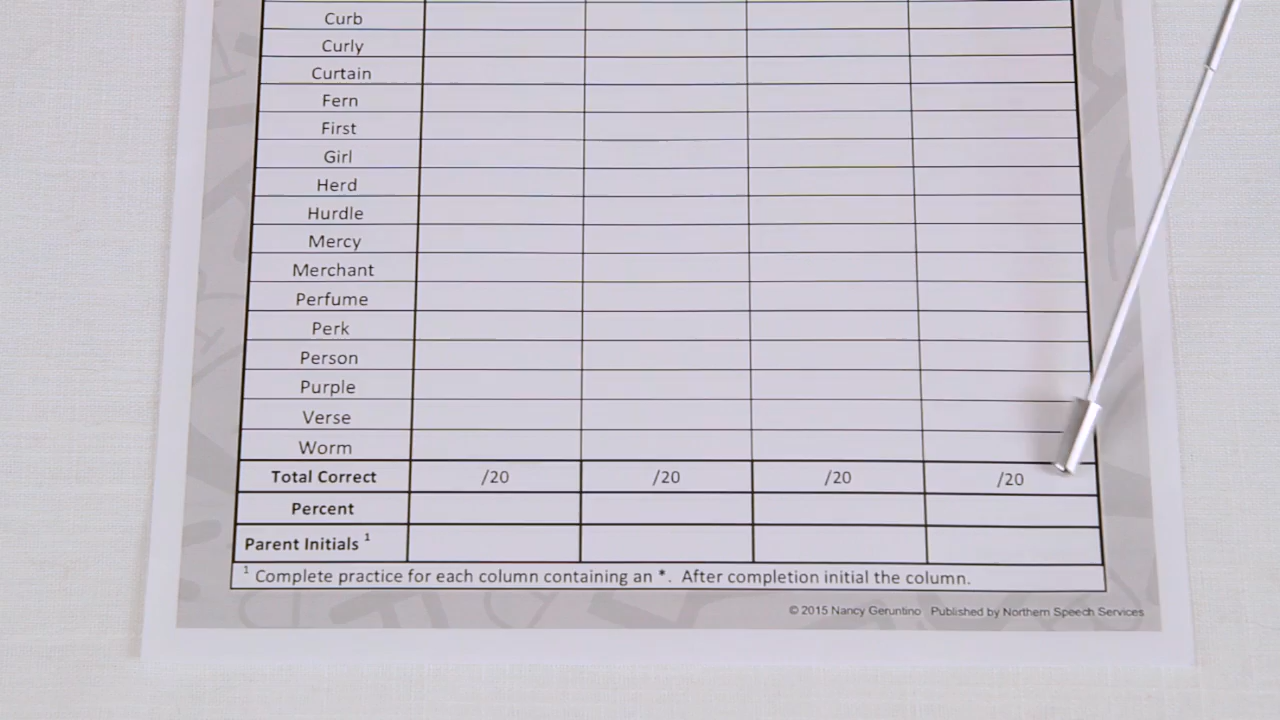 Curb
Curly
Curtain
Fern
First
Girl
Herd
Hurdle
Mercy
Merchant
Perfume
Perk
Person
Purple
Verse
Worm
Total Correct /20 /20 /20 /20
Percent
Parent Initials 1
1 Complete practice for each column containing an *. After completion initial the column.
© 2015 Nancy Geruntino Published by Northern Speech Services